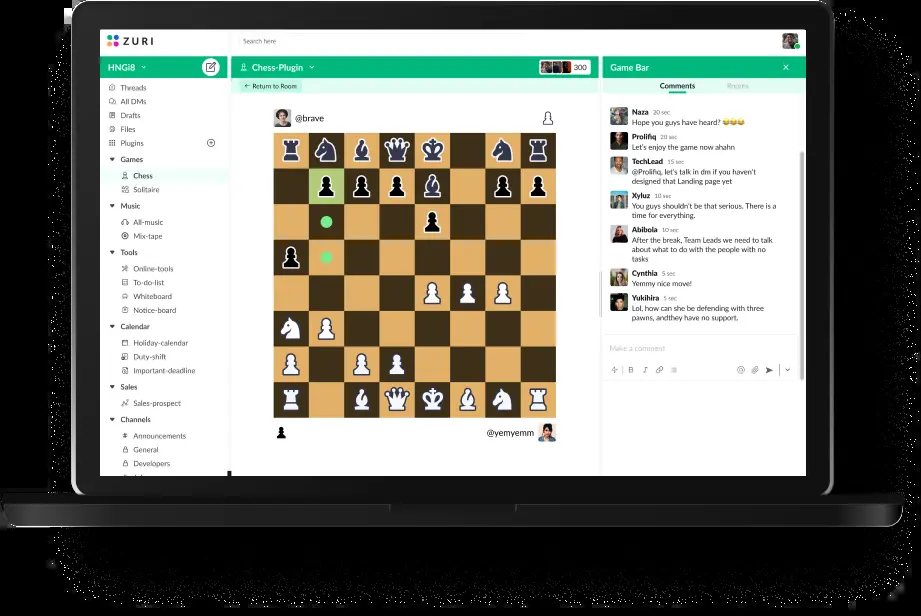 ZURI
Search here
HNGi8
Chess-Plugin
300
Game Bar
Threads
All DMs
Drafts
Files
Plugins
Games
Chess
Solitaire
Music
All-music
Mix-tape
Tools
Online-tools
To-do-list
Whiteboard
Notice-board
Calendar
Holiday-calendar
Duty-shift
Important-deadline
Sales
Sales-prospect
Channels
# Announcements
General
Developers
← Return to Room
@brave
@yemyemm
Comments
Rooms
Naza 20 sec
Hope you guys have heard? 😂😂😂
Prolifiq 20 sec
Let's enjoy the game now ahahn
TechLead 15 sec
@Prolifiq, let's talk in dm if you haven't
designed that Landing page yet
Xyluz 10 sec
You guys shouldn't be that serious. There is a
time for everything.
Abibola 10 sec
After the break, Team Leads we need to talk
about what to do with the people with no
tasks
Cynthia 5 sec
Yemmy nice move!
Yukihira 5 sec
Lol, how can she be defending with three
pawns, andthey have no support.
Make a comment
B I